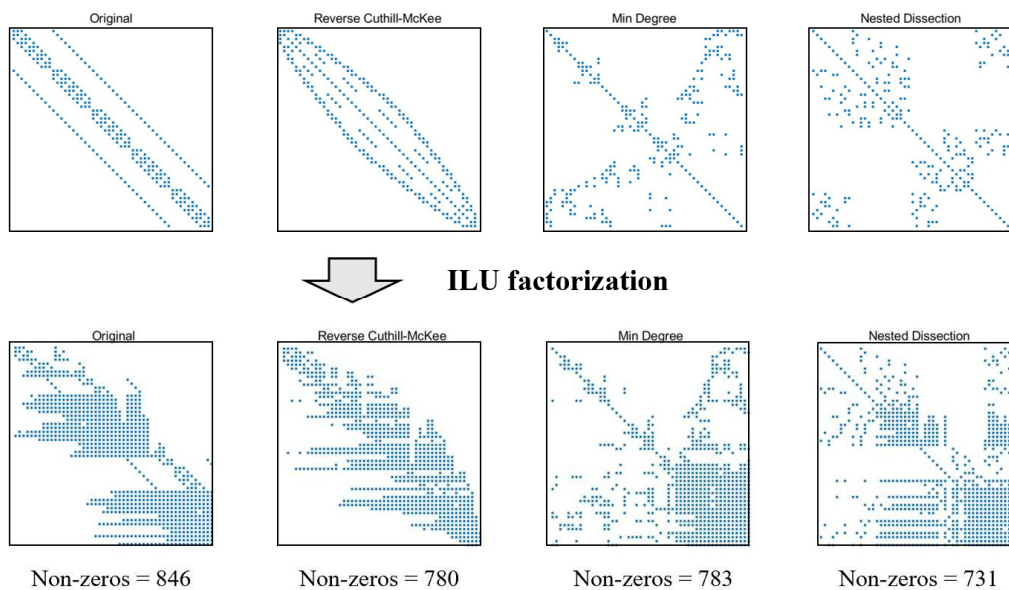 Original
Reverse Cuthill-McKee
Min Degree
Nested Dissection
ILU factorization
Original
Reverse Cuthill-McKee
Min Degree
Nested Dissection
Non-zeros = 846
Non-zeros = 780
Non-zeros = 783
Non-zeros = 731